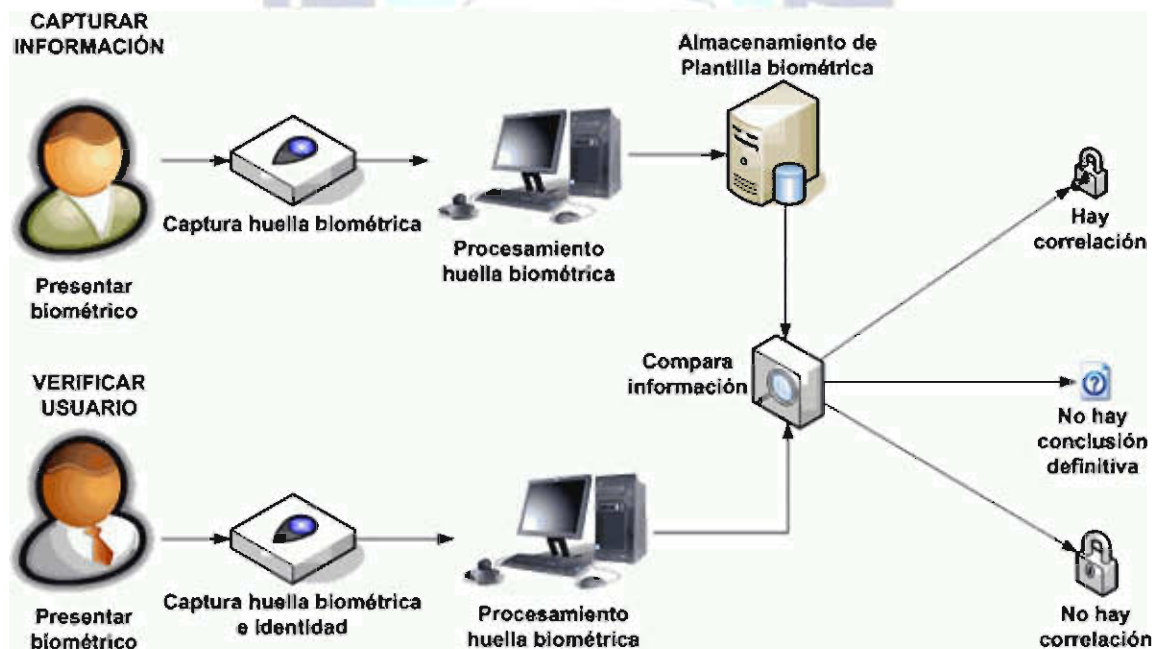 CAPTURAR
INFORMACIÓN
Almacenamiento de
Plantilla biométrica
Captura huella biométrica
Procesamiento
huella biométrica
Presentar
biométrico
Hay
correlación
Compara
información
No hay
conclusión
definitiva
VERIFICAR
USUARIO
Captura huella biométrica
e identidad
Procesamiento
huella biométrica
Presentar
biométrico
No hay
correlación